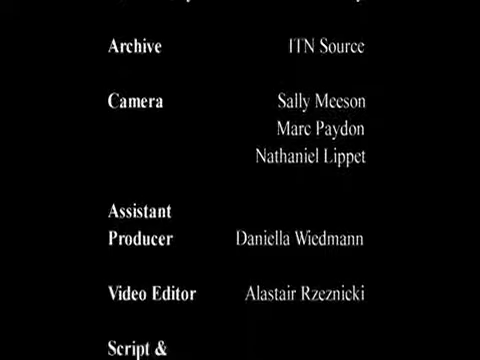 Archive ITN Source
Camera Sally Meeson
Marc Paydon
Nathaniel Lippet
Assistant
Producer Daniella Wiedmann
Video Editor Alastair Rzeznicki
Script &